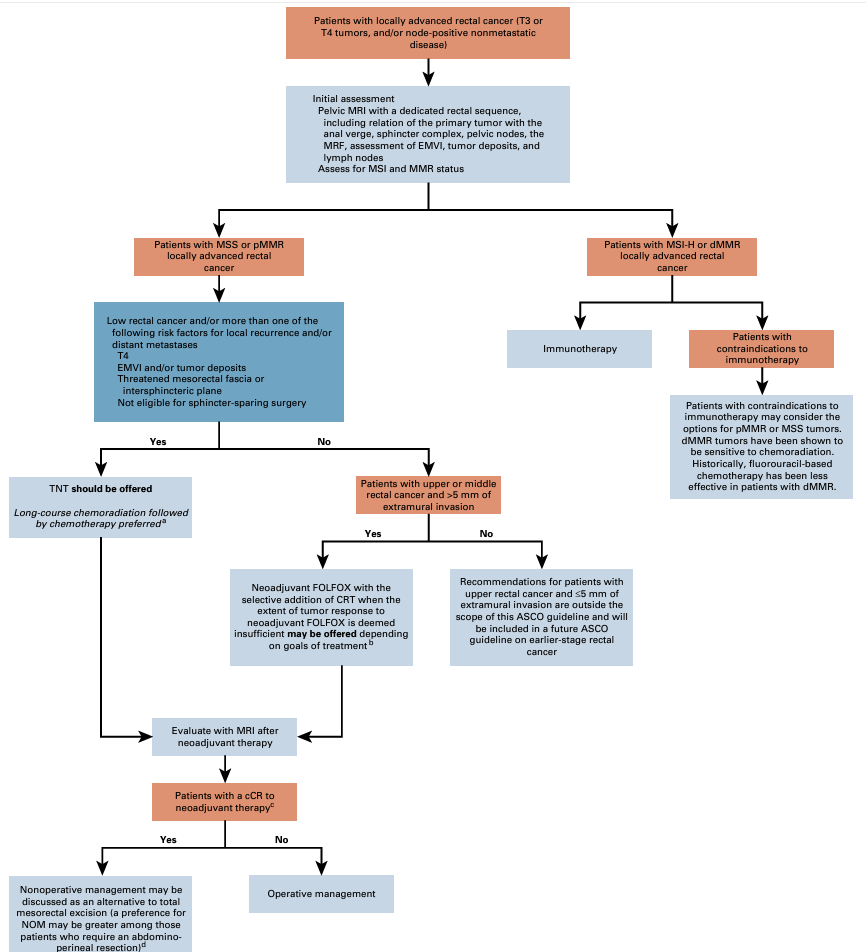 Patients with locally advanced rectal cancer (T3 or
T4 tumors, and/or node-positive nonmetastatic
disease)
Initial assessment
Pelvic MRI with a dedicated rectal sequence,
including relation of the primary tumor with the
anal verge, sphincter complex, pelvic nodes, the
MRF, assessment of EMVI, tumor deposits, and
lymph nodes
Assess for MSI and MMR status
Patients with MSS or pMMR
locally advanced rectal
cancer
Patients with MSI-H or dMMR
locally advanced rectal
cancer
Low rectal cancer and/or more than one of the
following risk factors for local recurrence and/or
distant metastases
T4
EMVI and/or tumor deposits
Threatened mesorectal fascia or
intersphincteric plane
Not eligible for sphincter-sparing surgery
Immunotherapy
Patients with
contraindications to
immunotherapy
Patients with contraindications to
immunotherapy may consider the
options for pMMR or MSS tumors.
dMMR tumors have been shown to
be sensitive to chemoradiation.
Historically, fluorouracil-based
chemotherapy has been less
effective in patients with dMMR.
Yes
No
TNT should be offered
Long-course chemoradiation followed
by chemotherapy preferred^a
Patients with upper or middle
rectal cancer and >5 mm of
extramural invasion
Yes
No
Neoadjuvant FOLFOX with the
selective addition of CRT when the
extent of tumor response to
neoadjuvant FOLFOX is deemed
insufficient may be offered depending
on goals of treatment^b
Recommendations for patients with
upper rectal cancer and ≤5 mm of
extramural invasion are outside the
scope of this ASCO guideline and will
be included in a future ASCO
guideline on earlier-stage rectal
cancer
Evaluate with MRI after
neoadjuvant therapy
Patients with a cCR to
neoadjuvant therapy^c
Yes
No
Nonoperative management may be
discussed as an alternative to total
mesorectal excision (a preference for
NOM may be greater among those
patients who require an abdomino-
perineal resection)^d
Operative management